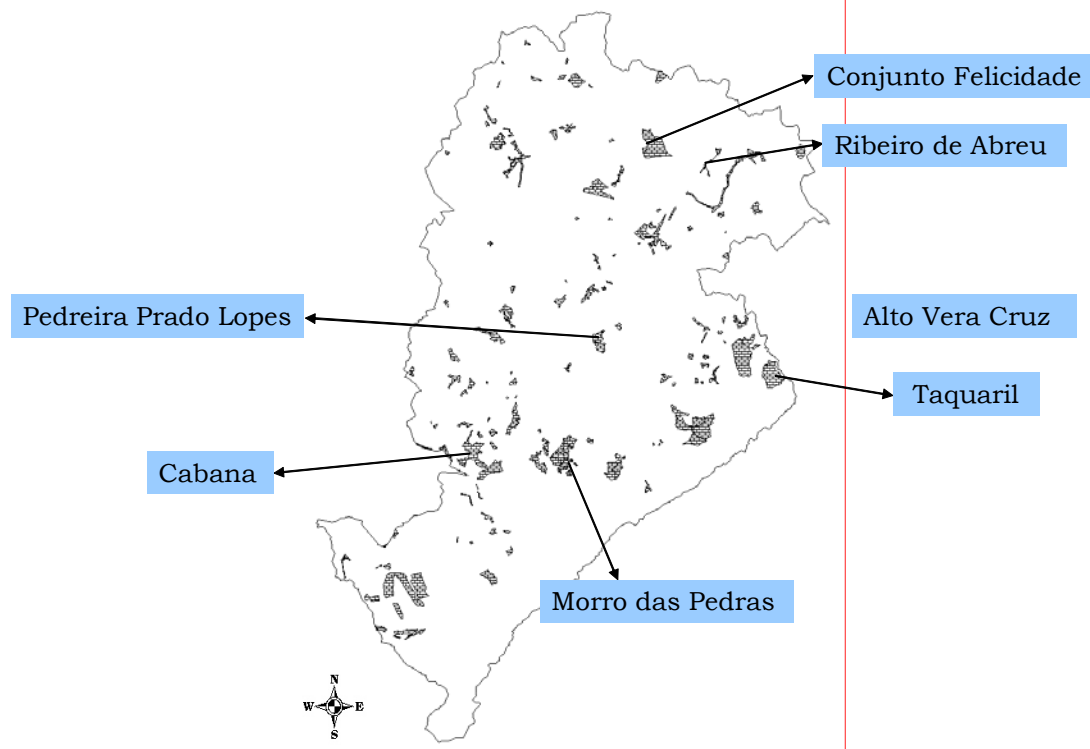 Conjunto Felicidade
Ribeiro de Abreu
Pedreira Prado Lopes
Alto Vera Cruz
Taquaril
Cabana
Morro das Pedras
N
W E
S